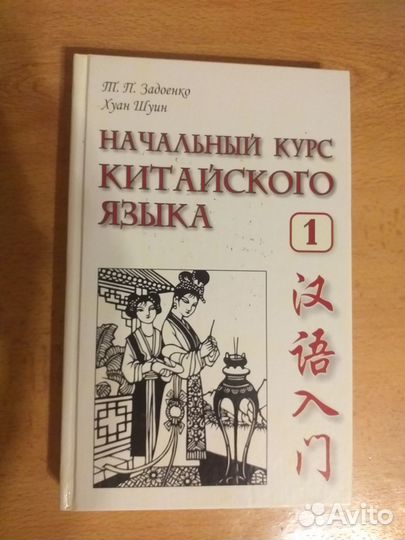 Т. П. Задоенко
Хуан Шуин
НАЧАЛЬНЫЙ КУРС
КИТАЙСКОГО
ЯЗЫКА
1
汉语入门
Avito